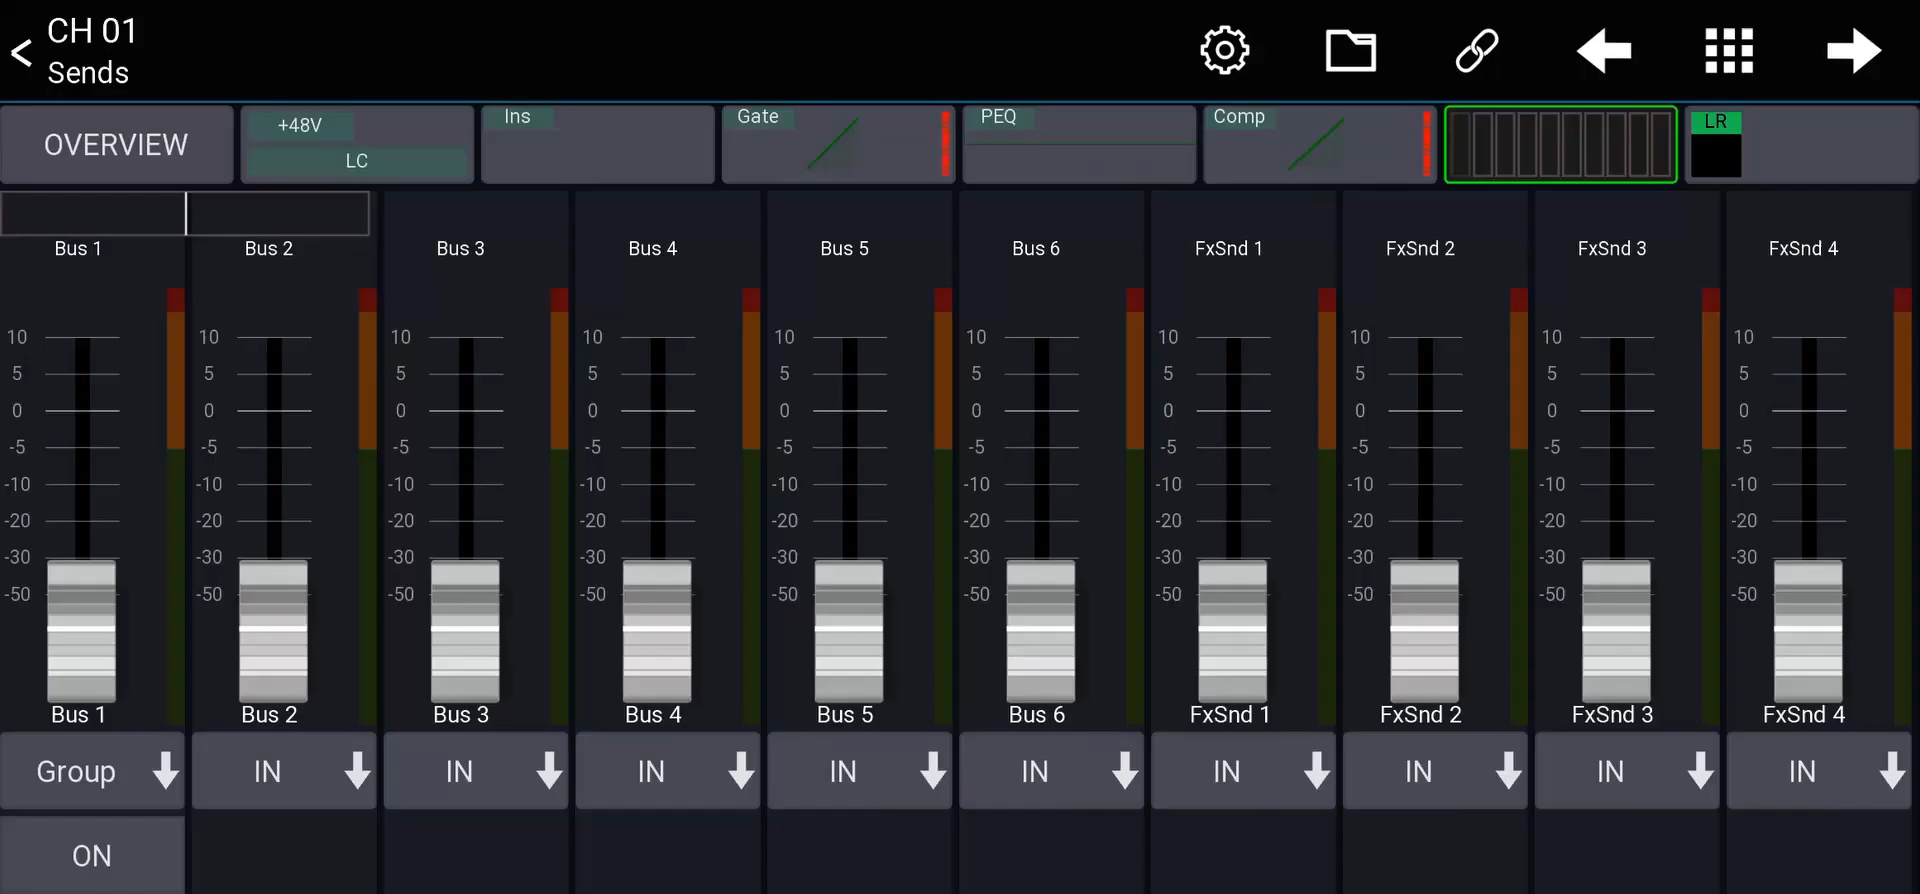 CH 01
Sends
OVERVIEW
+48V
LC
Ins
Gate
PEQ
Comp
LR
Bus 1 Bus 2 Bus 3 Bus 4 Bus 5 Bus 6 FxSnd 1 FxSnd 2 FxSnd 3 FxSnd 4
10 10 10 10 10 10 10 10 10 10
5 5 5 5 5 5 5 5 5 5
0 0 0 0 0 0 0 0 0 0
-5 -5 -5 -5 -5 -5 -5 -5 -5 -5
-10 -10 -10 -10 -10 -10 -10 -10 -10 -10
-20 -20 -20 -20 -20 -20 -20 -20 -20 -20
-30 -30 -30 -30 -30 -30 -30 -30 -30 -30
-50 -50 -50 -50 -50 -50 -50 -50 -50 -50
Bus 1 Bus 2 Bus 3 Bus 4 Bus 5 Bus 6 FxSnd 1 FxSnd 2 FxSnd 3 FxSnd 4
Group IN IN IN IN IN IN IN IN IN
ON